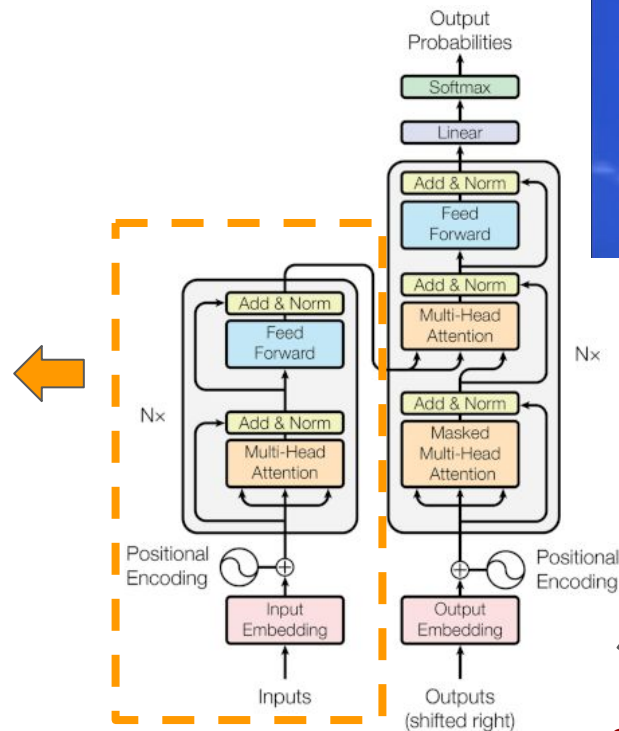 Output
Probabilities
Softmax
Linear
Add & Norm
Feed
Forward
Add & Norm
Multi-Head
Attention
Nx
Add & Norm
Masked
Multi-Head
Attention
Positional
Encoding
Output
Embedding
Outputs
(shifted right)
Add & Norm
Feed
Forward
Nx
Add & Norm
Multi-Head
Attention
Positional
Encoding
Input
Embedding
Inputs